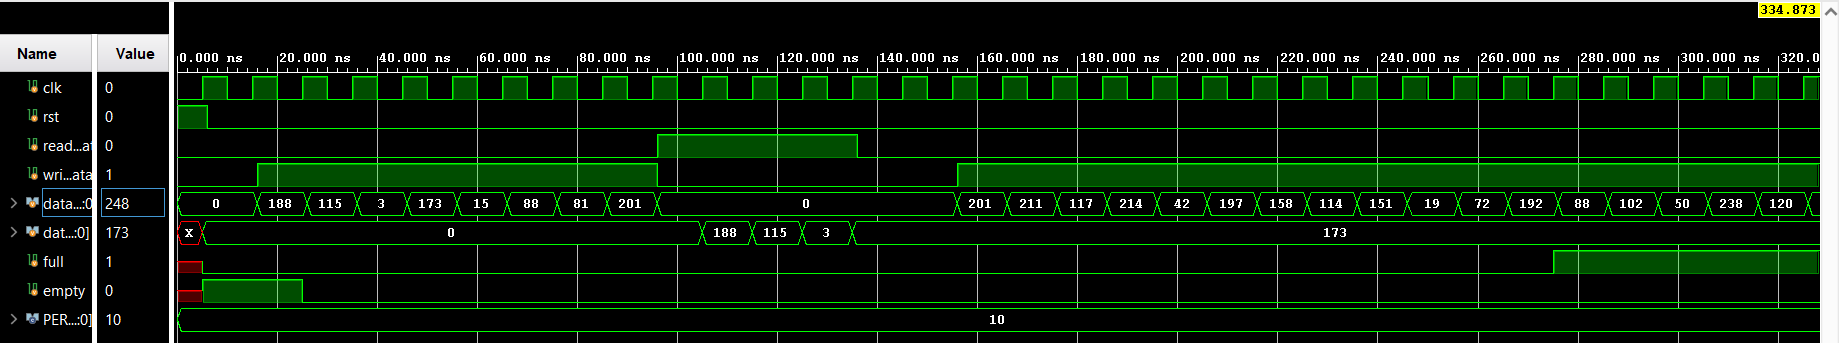 334.873
Name Value
0.000 ns 20.000 ns 40.000 ns 60.000 ns 80.000 ns 100.000 ns 120.000 ns 140.000 ns 160.000 ns 180.000 ns 200.000 ns 220.000 ns 240.000 ns 260.000 ns 280.000 ns 300.000 ns 320.0
clk 0
rst 0
read...at 0
wri...ata 1
data...:0 248 0 188 115 3 173 15 88 81 201 0 201 211 117 214 42 197 158 114 151 19 72 192 88 102 50 238 120
dat...:0] 173 X 0 188 115 3 173
full 1
empty 0
PER...:0] 10 10